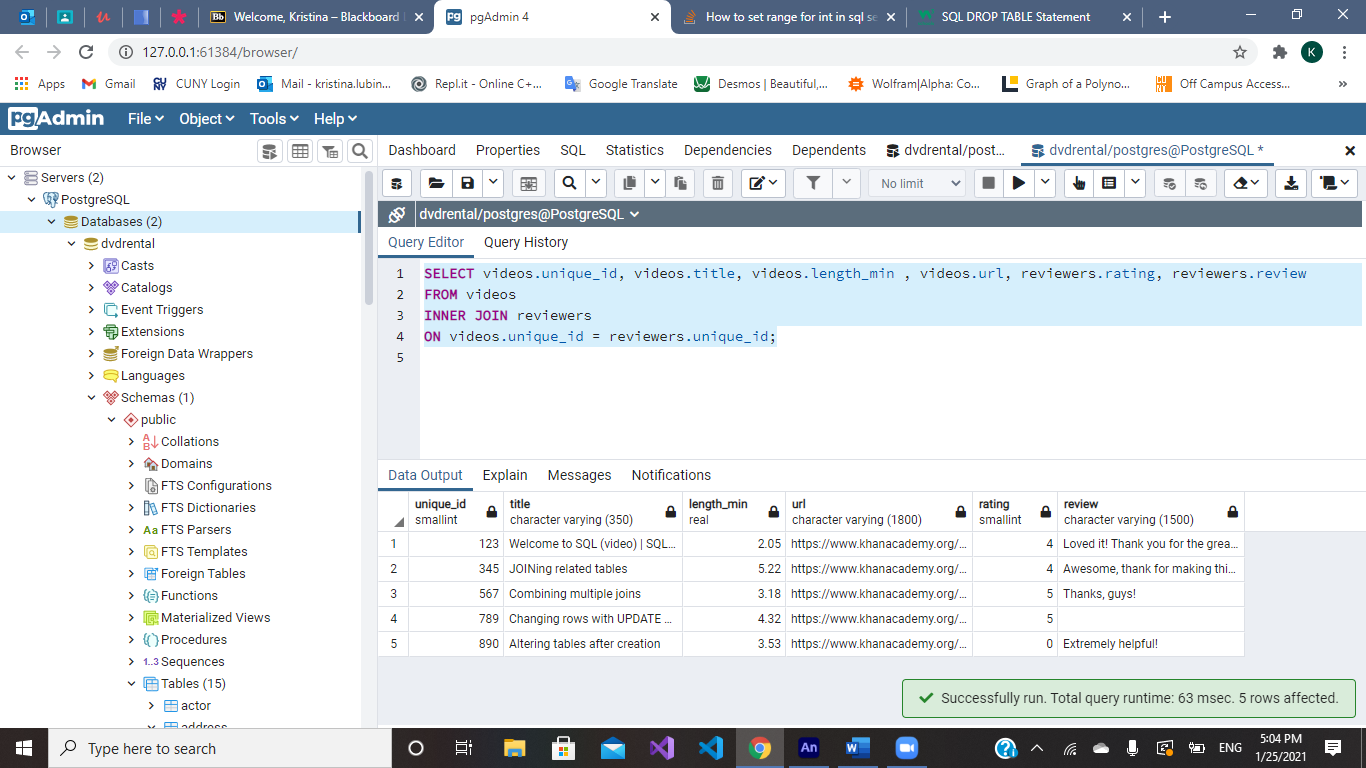 Welcome, Kristina – Blackboard
pgAdmin 4
How to set range for int in sql se
SQL DROP TABLE Statement
127.0.0.1:61384/browser/
K
Apps
Gmail
CUNY Login
Mail - kristina.lubin...
Repl.it - Online C+...
Google Translate
Desmos | Beautiful,...
Wolfram|Alpha: Co...
Graph of a Polyno...
Off Campus Access...
pgAdmin File Object Tools Help
Browser
Dashboard Properties SQL Statistics Dependencies Dependents dvdrental/post... dvdrental/postgres@PostgreSQL *
No limit
Servers (2)
PostgreSQL
Databases (2)
dvdrental
Casts
Catalogs
Event Triggers
Extensions
Foreign Data Wrappers
Languages
Schemas (1)
public
Collations
Domains
FTS Configurations
FTS Dictionaries
FTS Parsers
FTS Templates
Foreign Tables
Functions
Materialized Views
Procedures
1..3 Sequences
Tables (15)
actor
address
dvdrental/postgres@PostgreSQL
Query Editor Query History
1 SELECT videos.unique_id, videos.title, videos.length_min , videos.url, reviewers.rating, reviewers.review
2 FROM videos
3 INNER JOIN reviewers
4 ON videos.unique_id = reviewers.unique_id;
5
Data Output Explain Messages Notifications
unique_id title length_min url rating review
smallint character varying (350) real character varying (1800) smallint character varying (1500)
1 123 Welcome to SQL (video) | SQL... 2.05 https://www.khanacademy.org/... 4 Loved it! Thank you for the grea...
2 345 JOINing related tables 5.22 https://www.khanacademy.org/... 4 Awesome, thank for making thi...
3 567 Combining multiple joins 3.18 https://www.khanacademy.org/... 5 Thanks, guys!
4 789 Changing rows with UPDATE ... 4.32 https://www.khanacademy.org/... 5
5 890 Altering tables after creation 3.53 https://www.khanacademy.org/... 0 Extremely helpful!
Successfully run. Total query runtime: 63 msec. 5 rows affected.
Type here to search
An
ENG
5:04 PM
1/25/2021